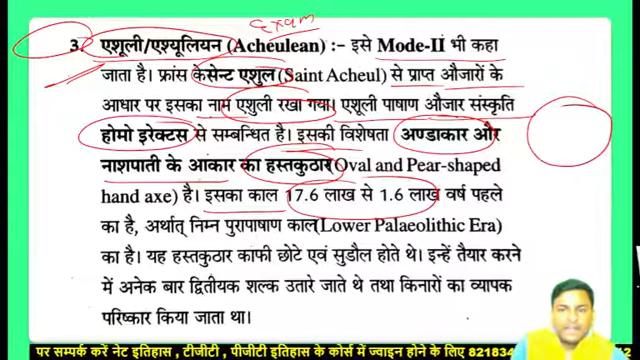 Exam
3. एशूली/एश्यूलियन (Acheulean) :- इसे Mode-II भी कहा
जाता है। फ्रांस के सेन्ट एशुल (Saint Acheul) से प्राप्त औजारों के
आधार पर इसका नाम एशुली रखा गया। एशूली पाषाण औजार संस्कृति
होमो इरेक्टस से सम्बन्धित है। इसकी विशेषता अण्डाकार और
नाशपाती के आकार का हस्तकुठार (Oval and Pear-shaped
hand axe) है। इसका काल 17.6 लाख से 1.6 लाख वर्ष पहले
का है, अर्थात् निम्न पुरापाषाण काल (Lower Palaeolithic Era)
का है। यह हस्तकुठार काफी छोटे एवं सुडौल होते थे। इन्हें तैयार करने
में अनेक बार द्वितीयक शल्क उतारे जाते थे तथा किनारों का व्यापक
परिष्कार किया जाता था।
पर सम्पर्क करें नेट इतिहास , टीजीटी , पीजीटी इतिहास के कोर्स में ज्वाइन होने के लिए 82183